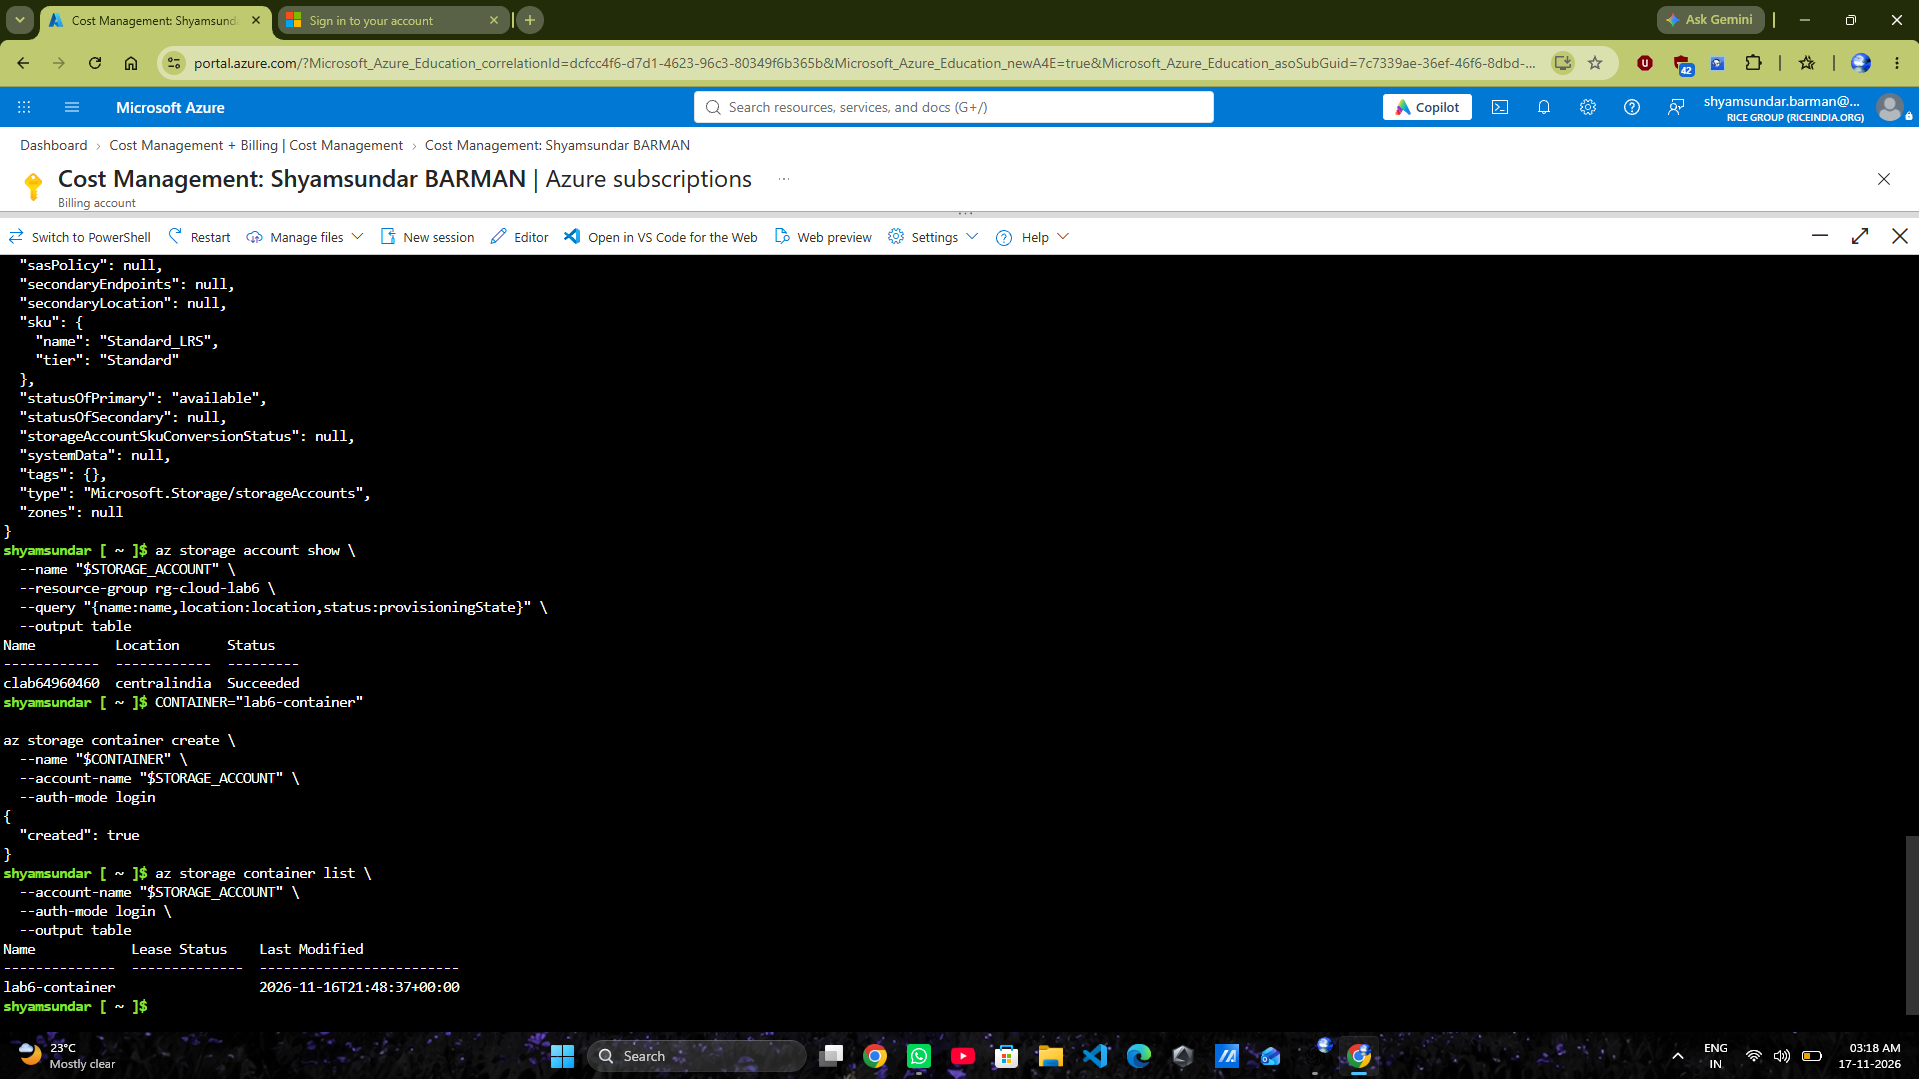 Cost Management: Shyamsund
Sign in to your account
Ask Gemini
portal.azure.com/?Microsoft_Azure_Education_correlationId=dcfcc4f6-d7d1-4623-96c3-80349f6b365b&Microsoft_Azure_Education_newA4E=true&Microsoft_Azure_Education_asoSubGuid=7c7339ae-36ef-46f6-8dbd-...
42
Microsoft Azure
Search resources, services, and docs (G+/)
Copilot
shyamsundar.barman@...
RICE GROUP (RICEINDIA.ORG)
Dashboard > Cost Management + Billing | Cost Management > Cost Management: Shyamsundar BARMAN
Cost Management: Shyamsundar BARMAN | Azure subscriptions ...
Billing account
Switch to PowerShell Restart Manage files New session Editor Open in VS Code for the Web Web preview Settings Help
"sasPolicy": null,
"secondaryEndpoints": null,
"secondaryLocation": null,
"sku": {
"name": "Standard_LRS",
"tier": "Standard"
},
"statusOfPrimary": "available",
"statusOfSecondary": null,
"storageAccountSkuConversionStatus": null,
"systemData": null,
"tags": {},
"type": "Microsoft.Storage/storageAccounts",
"zones": null
}
shyamsundar [ ~ ]$ az storage account show \
--name "$STORAGE_ACCOUNT" \
--resource-group rg-cloud-lab6 \
--query "{name:name,location:location,status:provisioningState}" \
--output table
Name Location Status
------------ ------------ ---------
clab64960460 centralindia Succeeded
shyamsundar [ ~ ]$ CONTAINER="lab6-container"
az storage container create \
--name "$CONTAINER" \
--account-name "$STORAGE_ACCOUNT" \
--auth-mode login
{
"created": true
}
shyamsundar [ ~ ]$ az storage container list \
--account-name "$STORAGE_ACCOUNT" \
--auth-mode login \
--output table
Name Lease Status Last Modified
-------------- -------------- -------------------------
lab6-container 2026-11-16T21:48:37+00:00
shyamsundar [ ~ ]$
23°C
Mostly clear
Search
ENG
IN
03:18 AM
17-11-2026